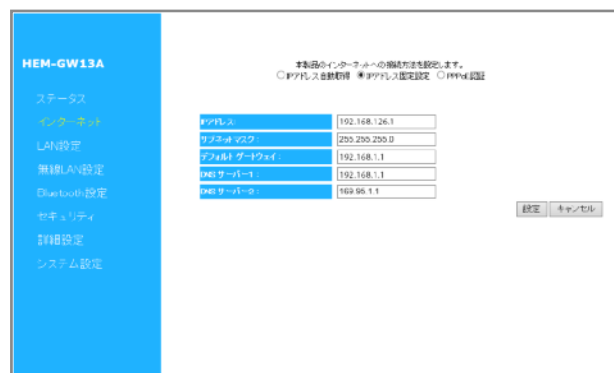 HEM-GW13A
ステータス
インターネット
LAN設定
無線LAN設定
Bluetooth設定
セキュリティ
詳細設定
システム設定
本製品のインターネットへの接続方法を設定します。
IPアドレス自動取得 IPアドレス固定設定 PPPoE認証
IPアドレス:
192.168.126.1
サブネットマスク:
255.255.255.0
デフォルトゲートウェイ:
192.168.1.1
DNSサーバー1:
192.168.1.1
DNSサーバー2:
169.95.1.1
設定 キャンセル